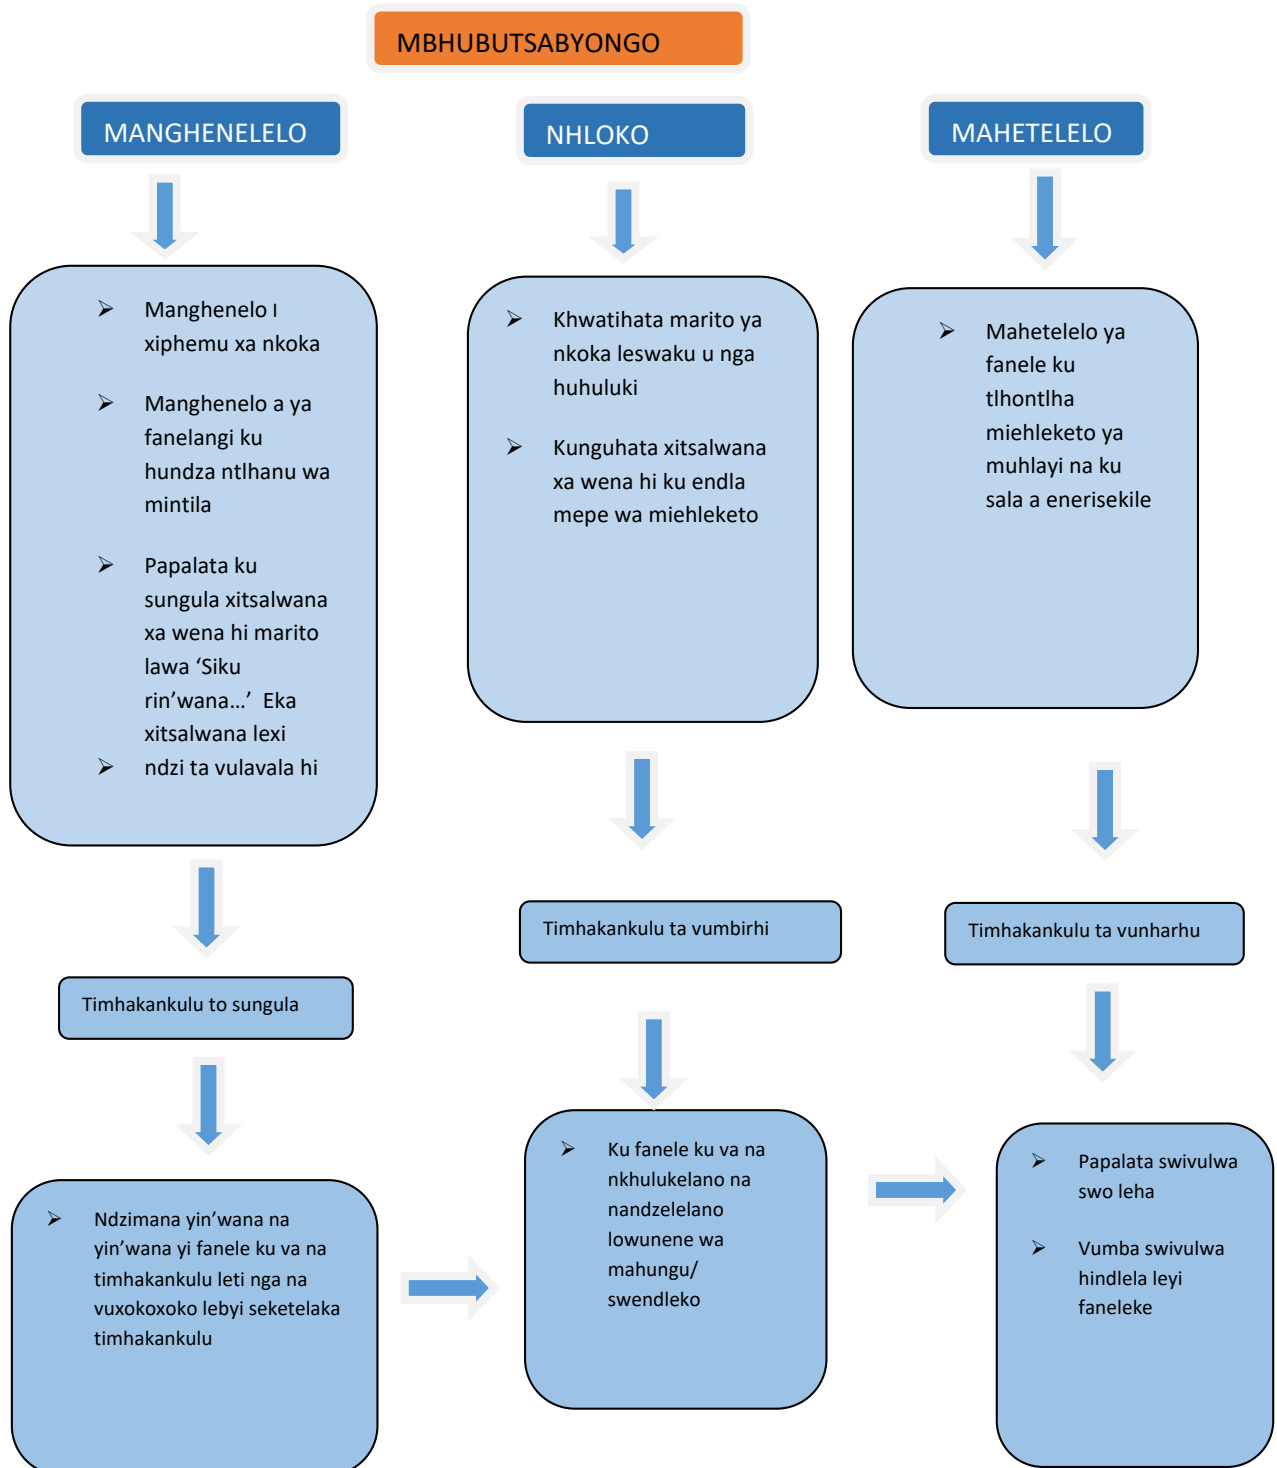 MBHUBUTSABYONGO
MANGHENELELO
NHLOKO
MAHETELELO
Manghenelo I
xiphemu xa nkoka
Manghenelo a ya
fanelangi ku
hundza ntlhanu wa
mintila
Papalata ku
sungula xitsalwana
xa wena hi marito
lawa ‘Siku
rin’wana...’ Eka
xitsalwana lexi
ndzi ta vulavala hi
Khwatihata marito ya
nkoka leswaku u nga
huhuluki
Kunguhata xitsalwana
xa wena hi ku endla
mepe wa miehleketo
Mahetelelo ya
fanele ku
tlhontlha
miehleketo ya
muhlayi na ku
sala a enerisekile
Timhakankulu to sungula
Timhakankulu ta vumbirhi
Timhakankulu ta vunharhu
Ndzimana yin’wana na
yin’wana yi fanele ku va na
timhakankulu leti nga na
vuxokoxoko lebyi seketelaka
timhakankulu
Ku fanele ku va na
nkhulukelano na
nandzelelano
lowunene wa
mahungu/
swendleko
Papalata swivulwa
swo leha
Vumba swivulwa
hindlela leyi
faneleke